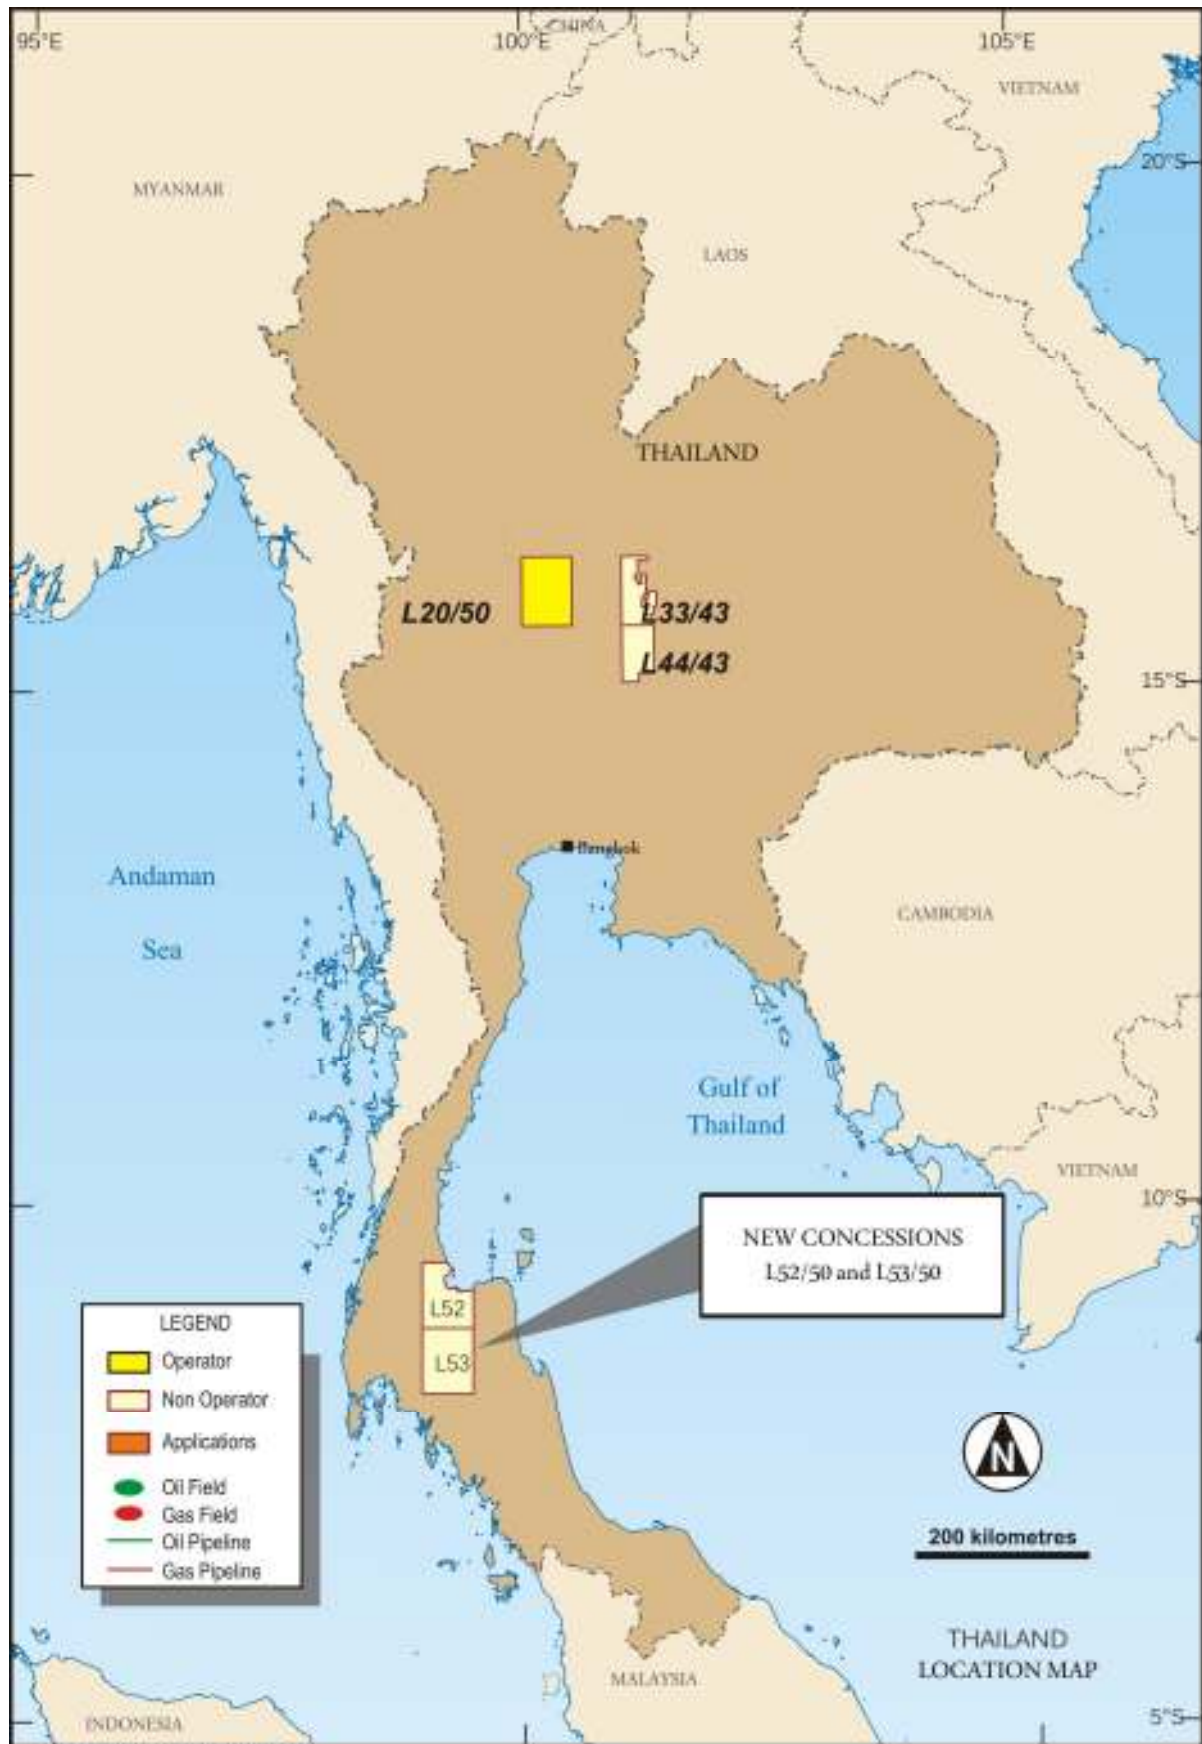 95°E
100°E
CHINA
105°E
VIETNAM
20°S
MYANMAR
LAOS
THAILAND
L20/50
L33/43
L44/43
15°S
Bangkok
Andaman
Sea
CAMBODIA
Gulf of
Thailand
VIETNAM
10°S
NEW CONCESSIONS
L52/50 and L53/50
L52
L53
LEGEND
Operator
Non Operator
Applications
Oil Field
Gas Field
Oil Pipeline
Gas Pipeline
N
200 kilometres
THAILAND
LOCATION MAP
MALAYSIA
INDONESIA
5°S